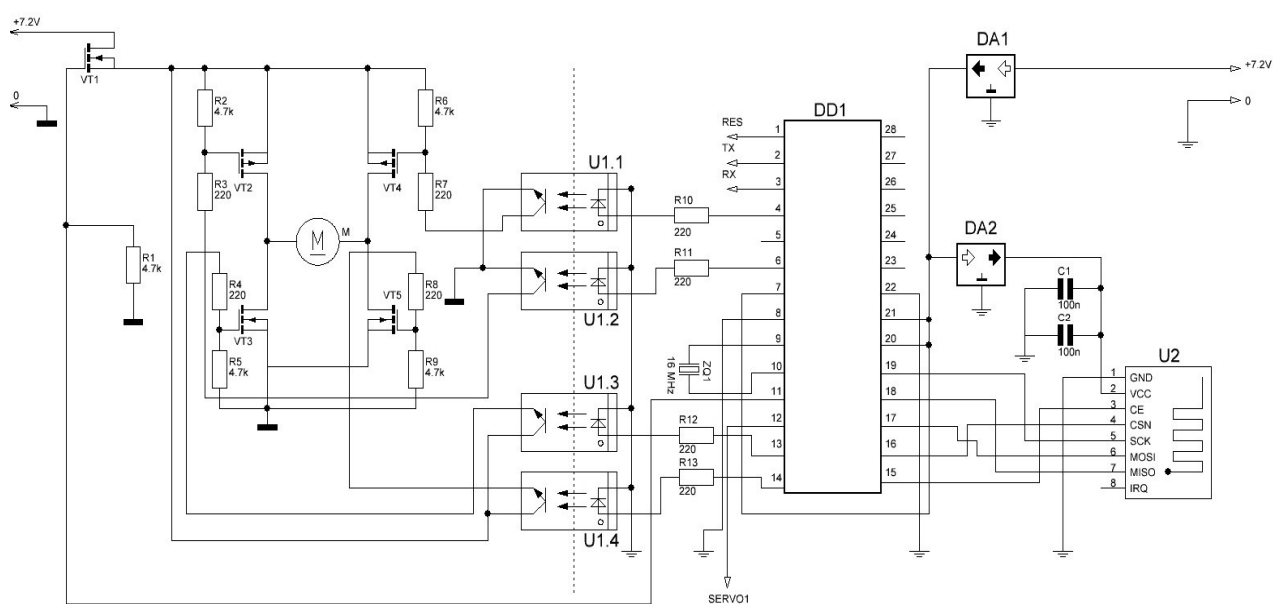 +7.2V
VT1
0
R1
4.7k
R2
4.7k
R3
220
VT2
R6
4.7k
R7
220
VT4
M
M
R4
220
VT3
R5
4.7k
VT5
R8
220
R9
4.7k
U1.1
U1.2
U1.3
U1.4
R10
220
R11
220
R12
220
R13
220
ZQ1
16 MHz
SERVO1
RES
TX
RX
DD1
1
2
3
4
5
6
7
8
9
10
11
12
13
14
28
27
26
25
24
23
22
21
20
19
18
17
16
15
DA1
+7.2V
0
DA2
C1
100n
C2
100n
U2
1 GND
2 VCC
3 CE
4 CSN
5 SCK
6 MOSI
7 MISO
8 IRQ